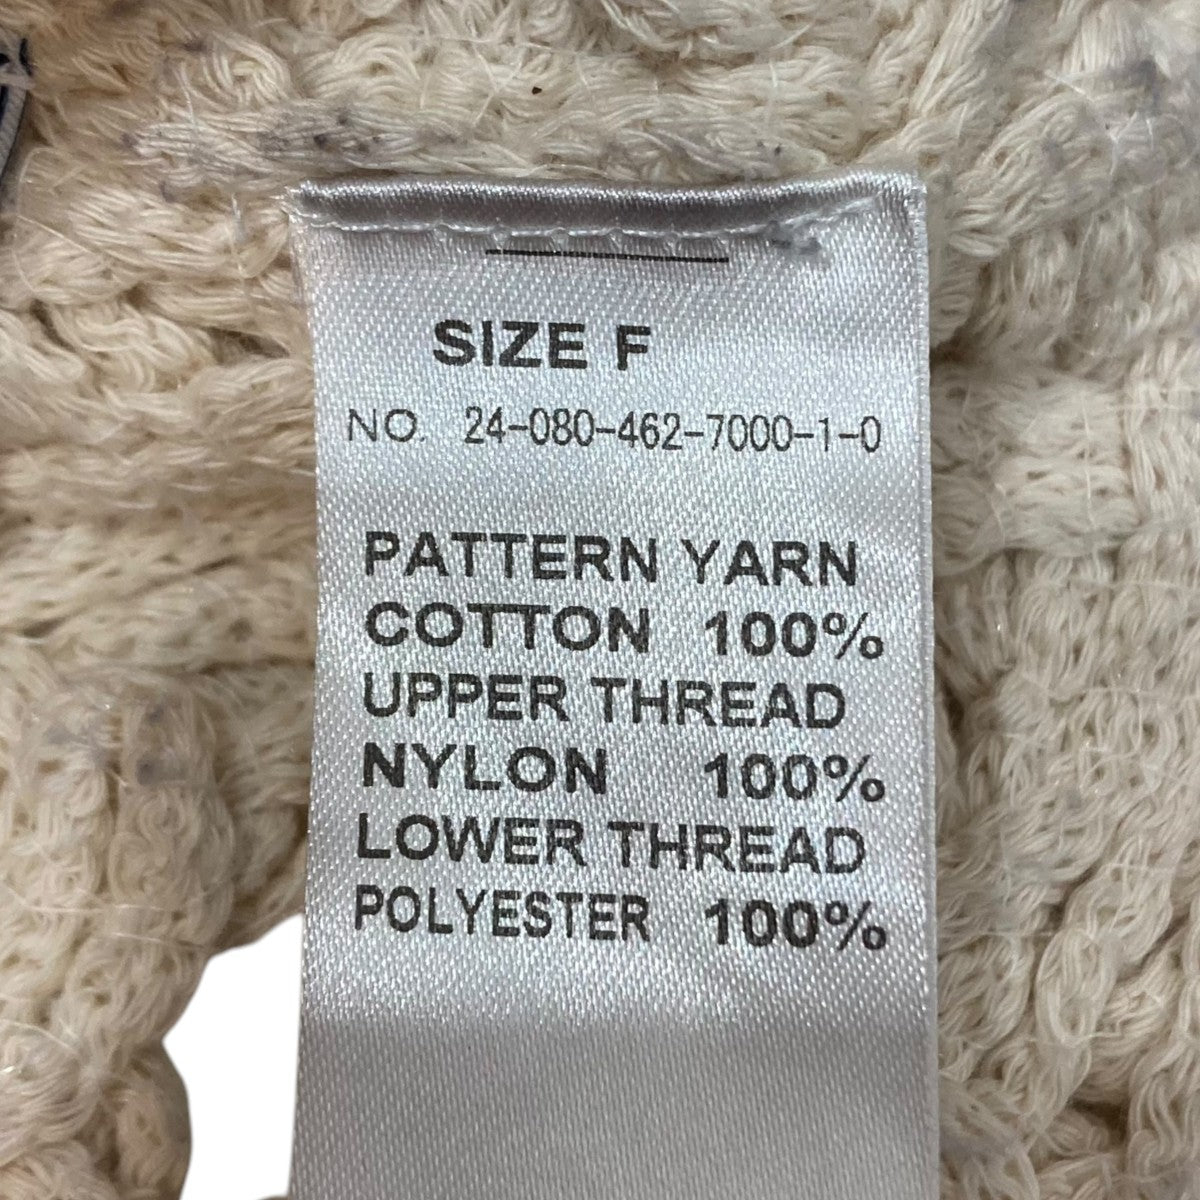 SIZE F
NO. 24-080-462-7000-1-0
PATTERN YARN
COTTON 100%
UPPER THREAD
NYLON 100%
LOWER THREAD
POLYESTER 100%